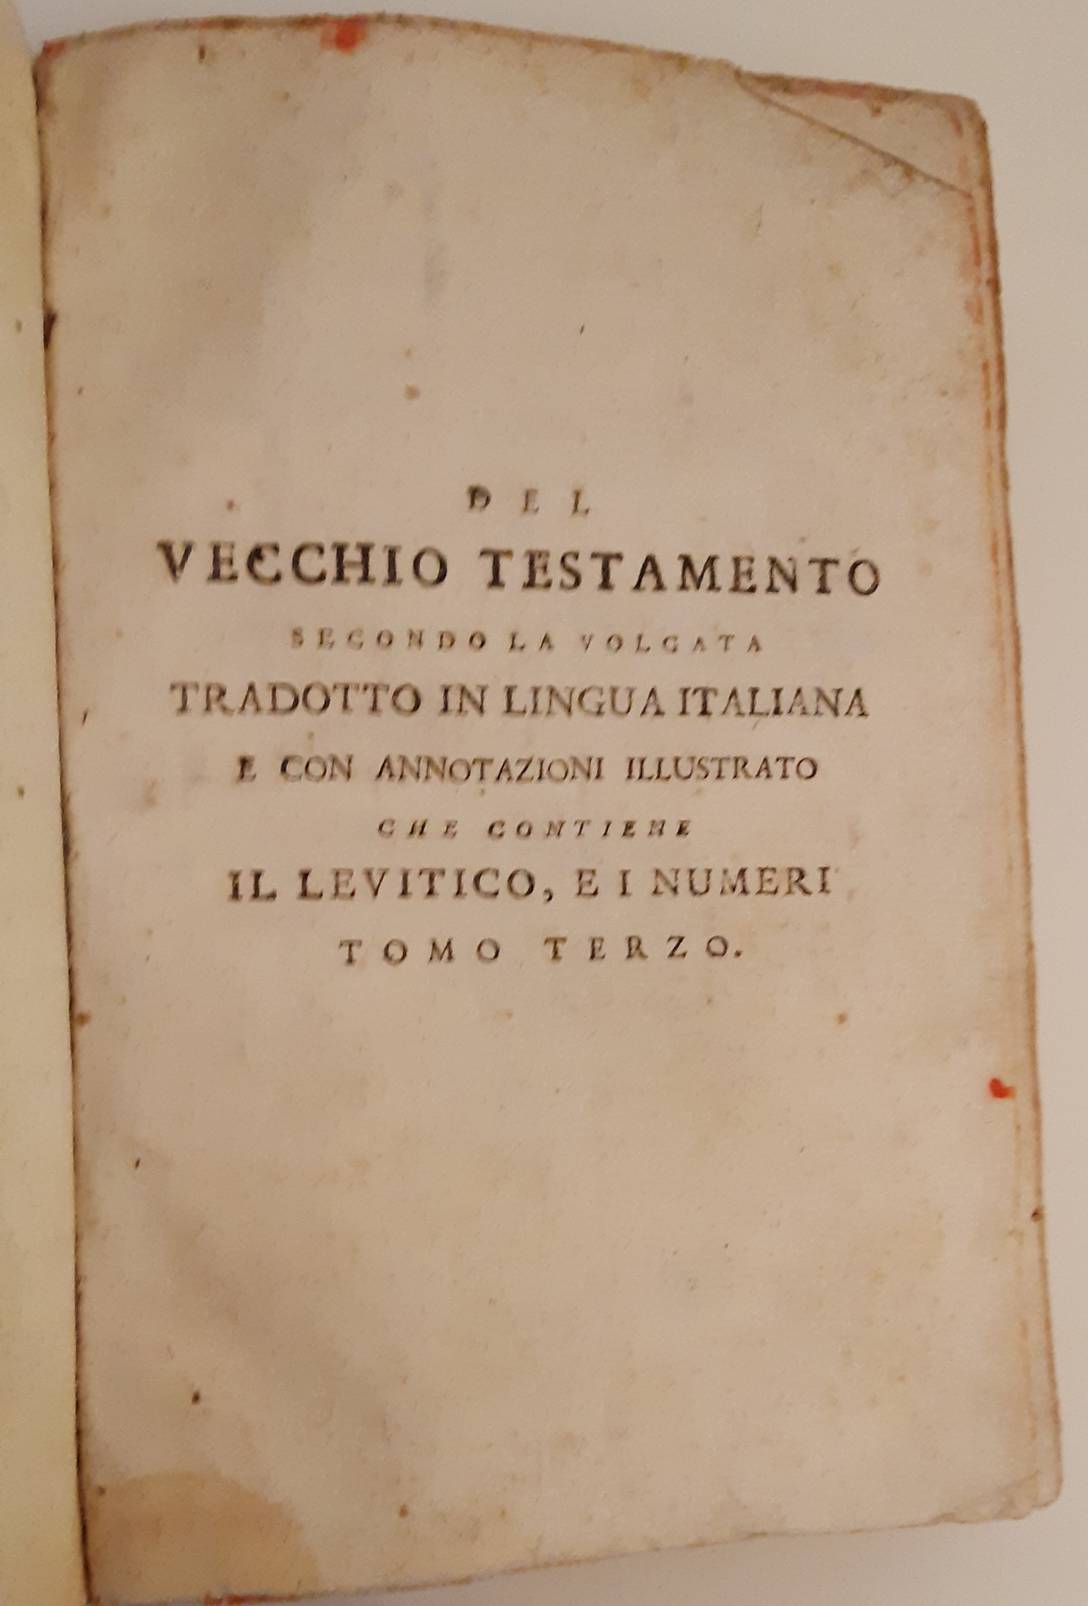 DEL
VECCHIO TESTAMENTO
SECONDO LA VOLGATA
TRADOTTO IN LINGUA ITALIANA
E CON ANNOTAZIONI ILLUSTRATO
CHE CONTIENE
IL LEVITICO, E I NUMERI
TOMO TERZO.